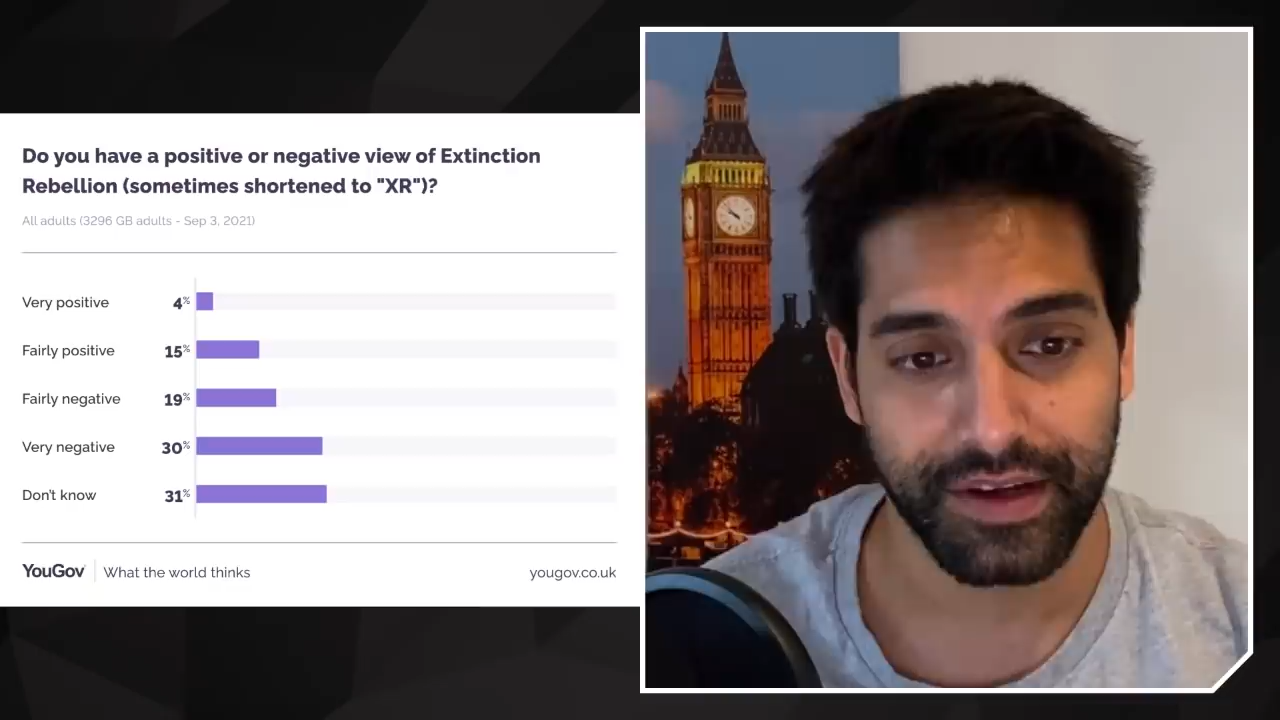 Do you have a positive or negative view of Extinction
Rebellion (sometimes shortened to "XR")?
All adults (3296 GB adults - Sep 3, 2021)
Very positive 4%
Fairly positive 15%
Fairly negative 19%
Very negative 30%
Don't know 31%
YouGov What the world thinks yougov.co.uk